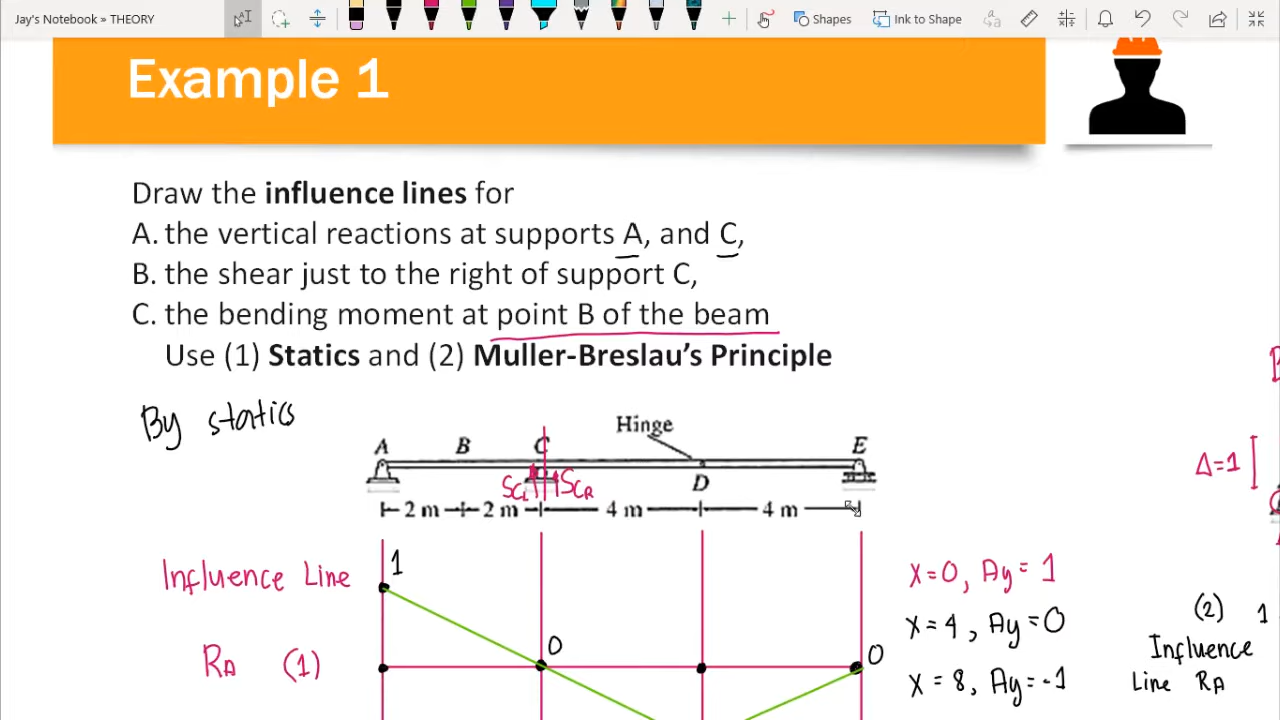 Jay's Notebook » THEORY
Shapes
Ink to Shape
Example 1
Draw the influence lines for
A. the vertical reactions at supports A, and C,
B. the shear just to the right of support C,
C. the bending moment at point B of the beam
Use (1) Statics and (2) Muller-Breslau's Principle
By statics
Hinge
A B C E
D
SCL SCR
2 m 2 m 4 m 4 m
Δ=1
Influence Line
RA (1)
1
0
0
x=0, Ay= 1
x=4, Ay=0
x=8, Ay=-1
(2) 1
Influence
Line RA